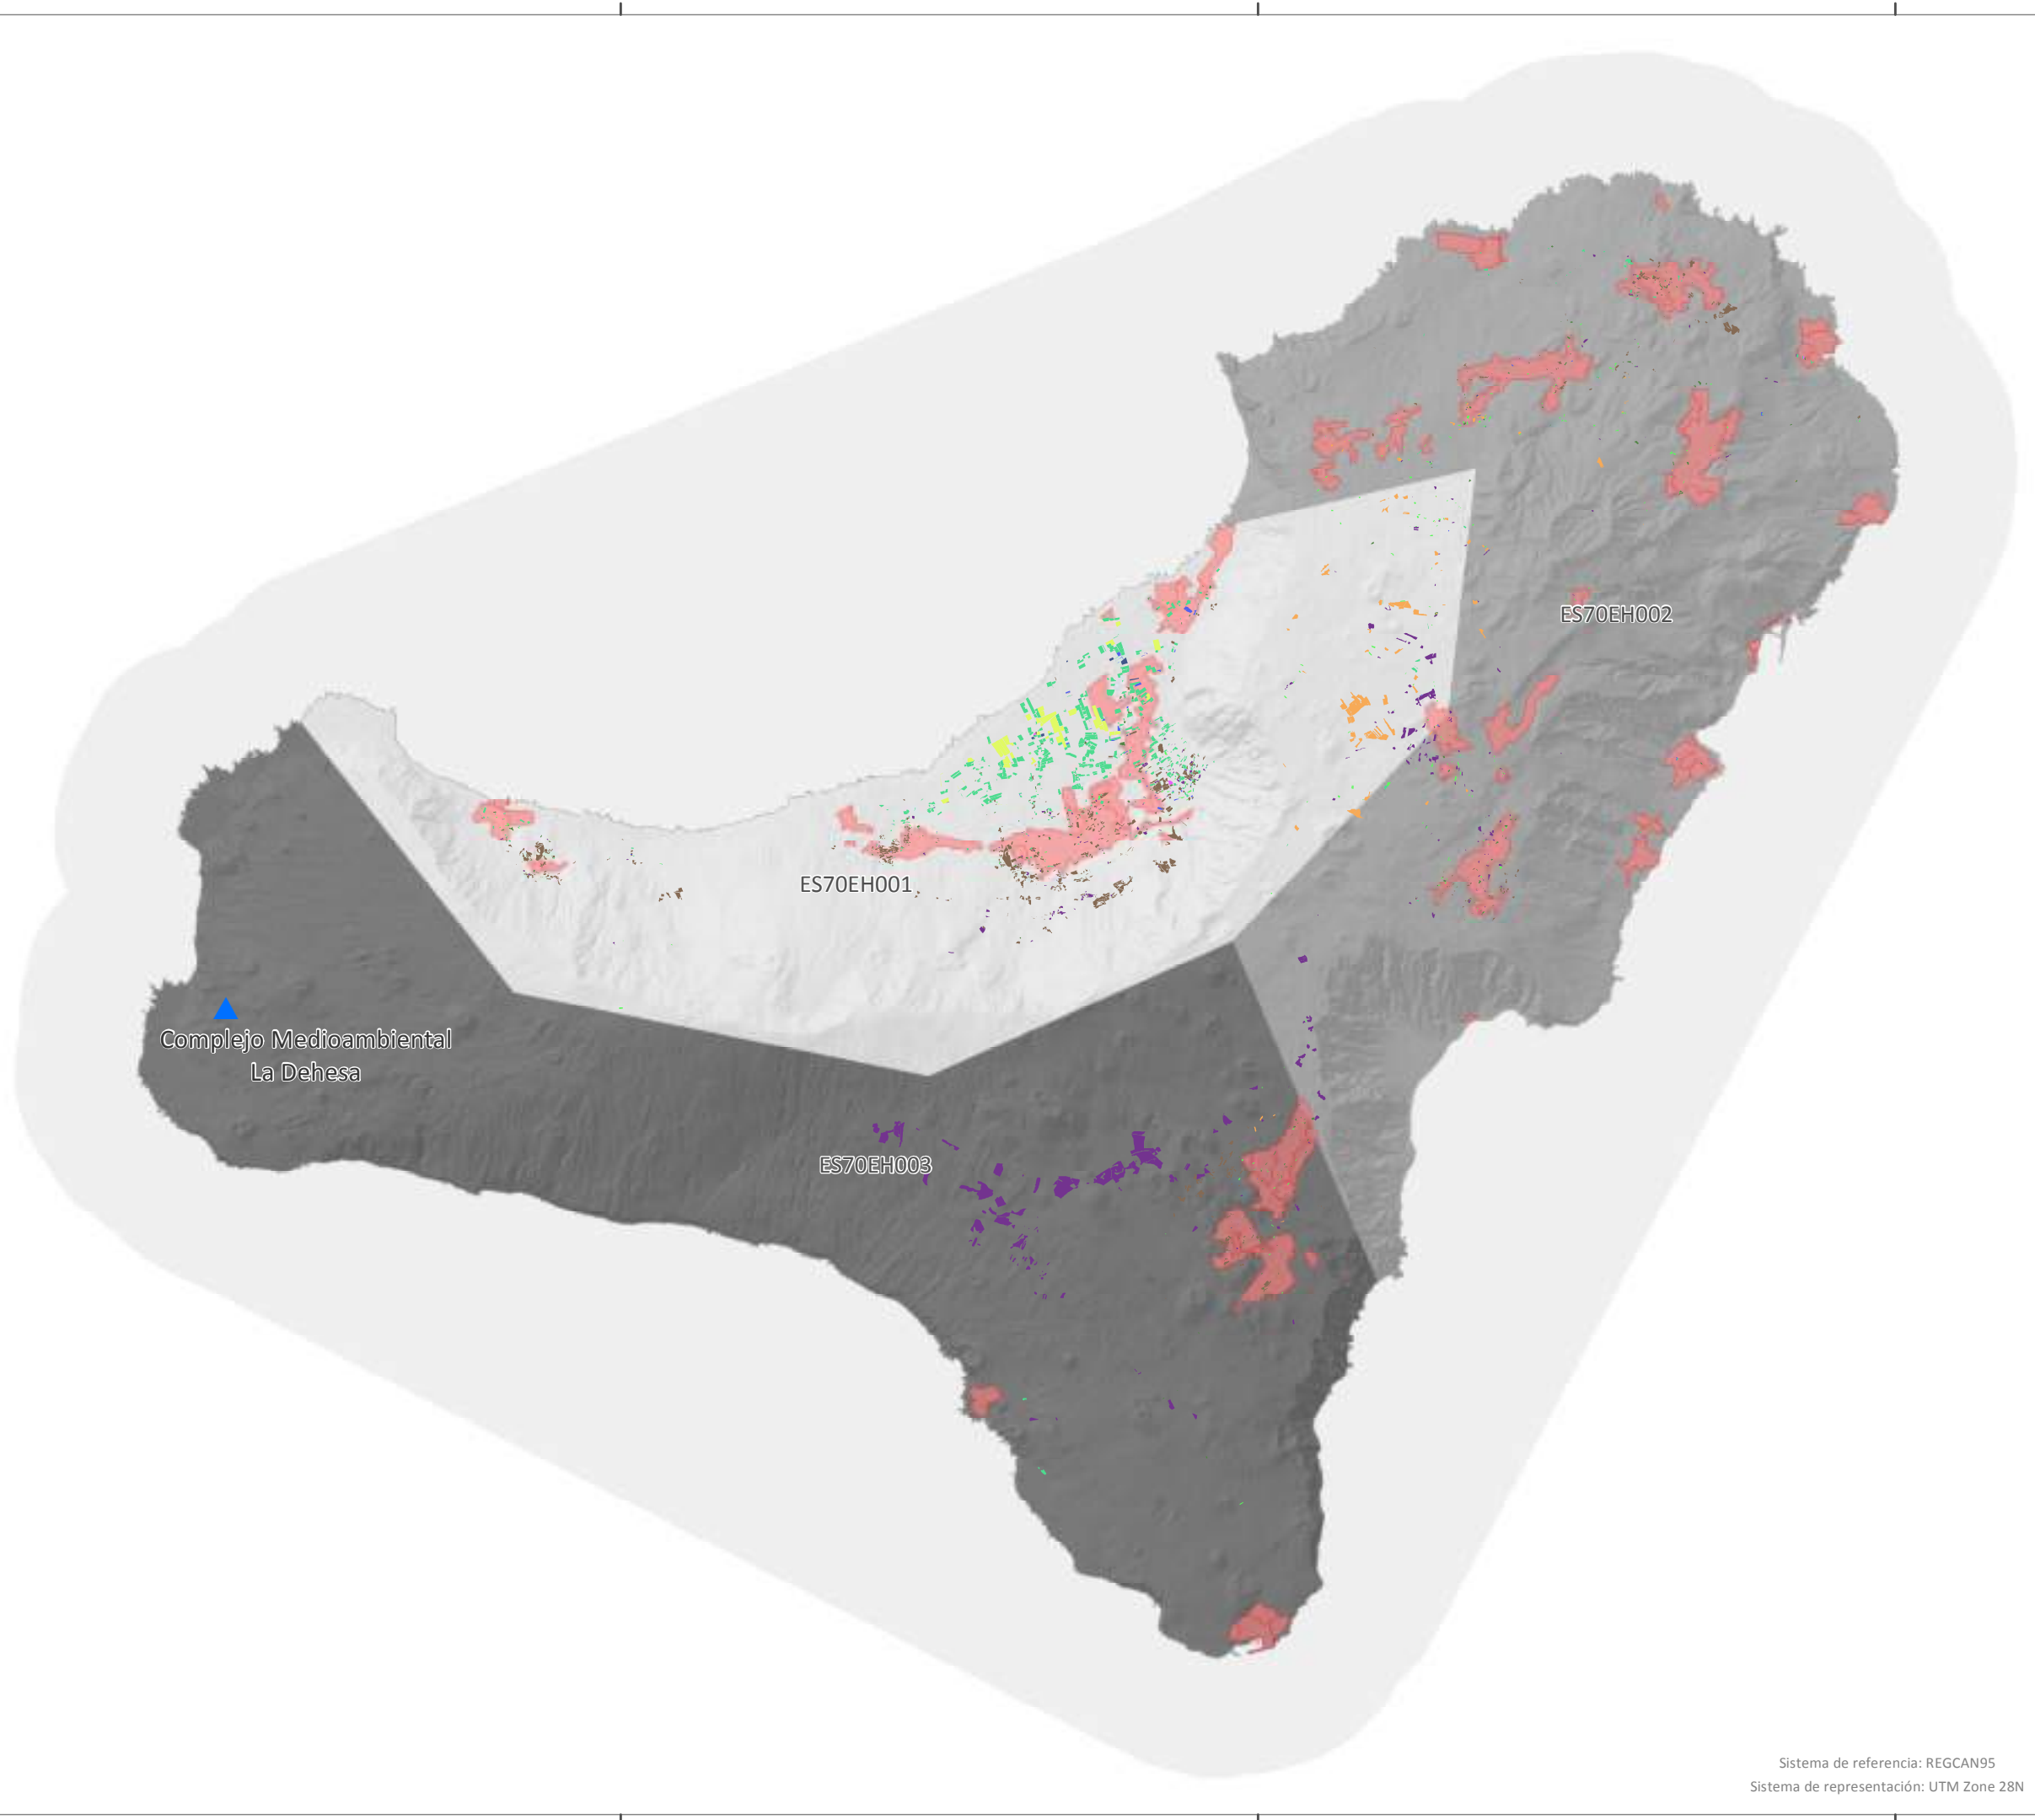 ES70EH002
ES70EH001
Complejo Medioambiental
La Dehesa
ES70EH003
Sistema de referencia: REGCAN95
Sistema de representación: UTM Zone 28N